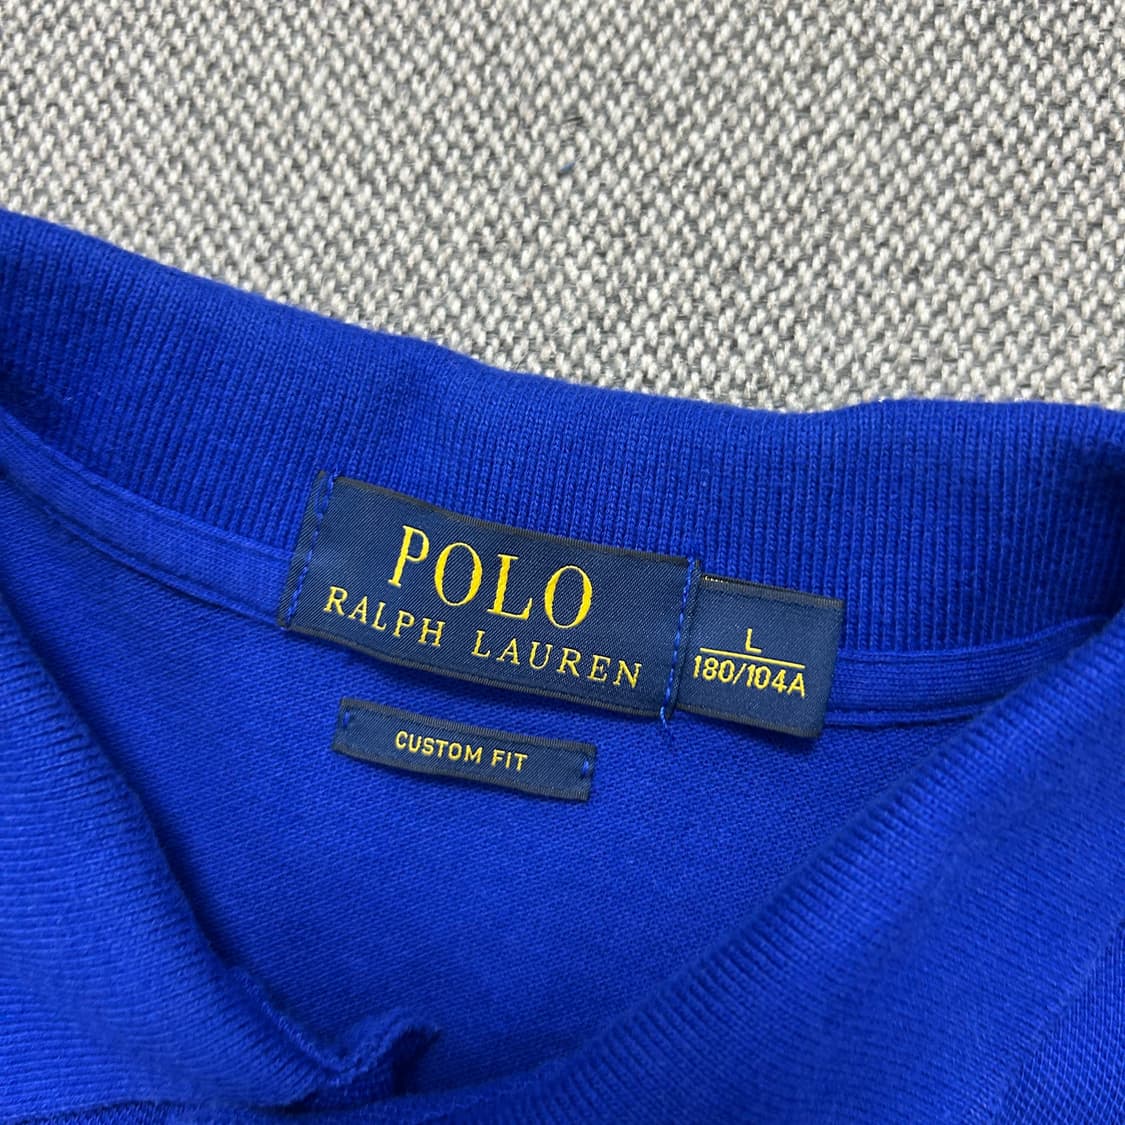 POLO
RALPH LAUREN
L
180/104A
CUSTOM FIT